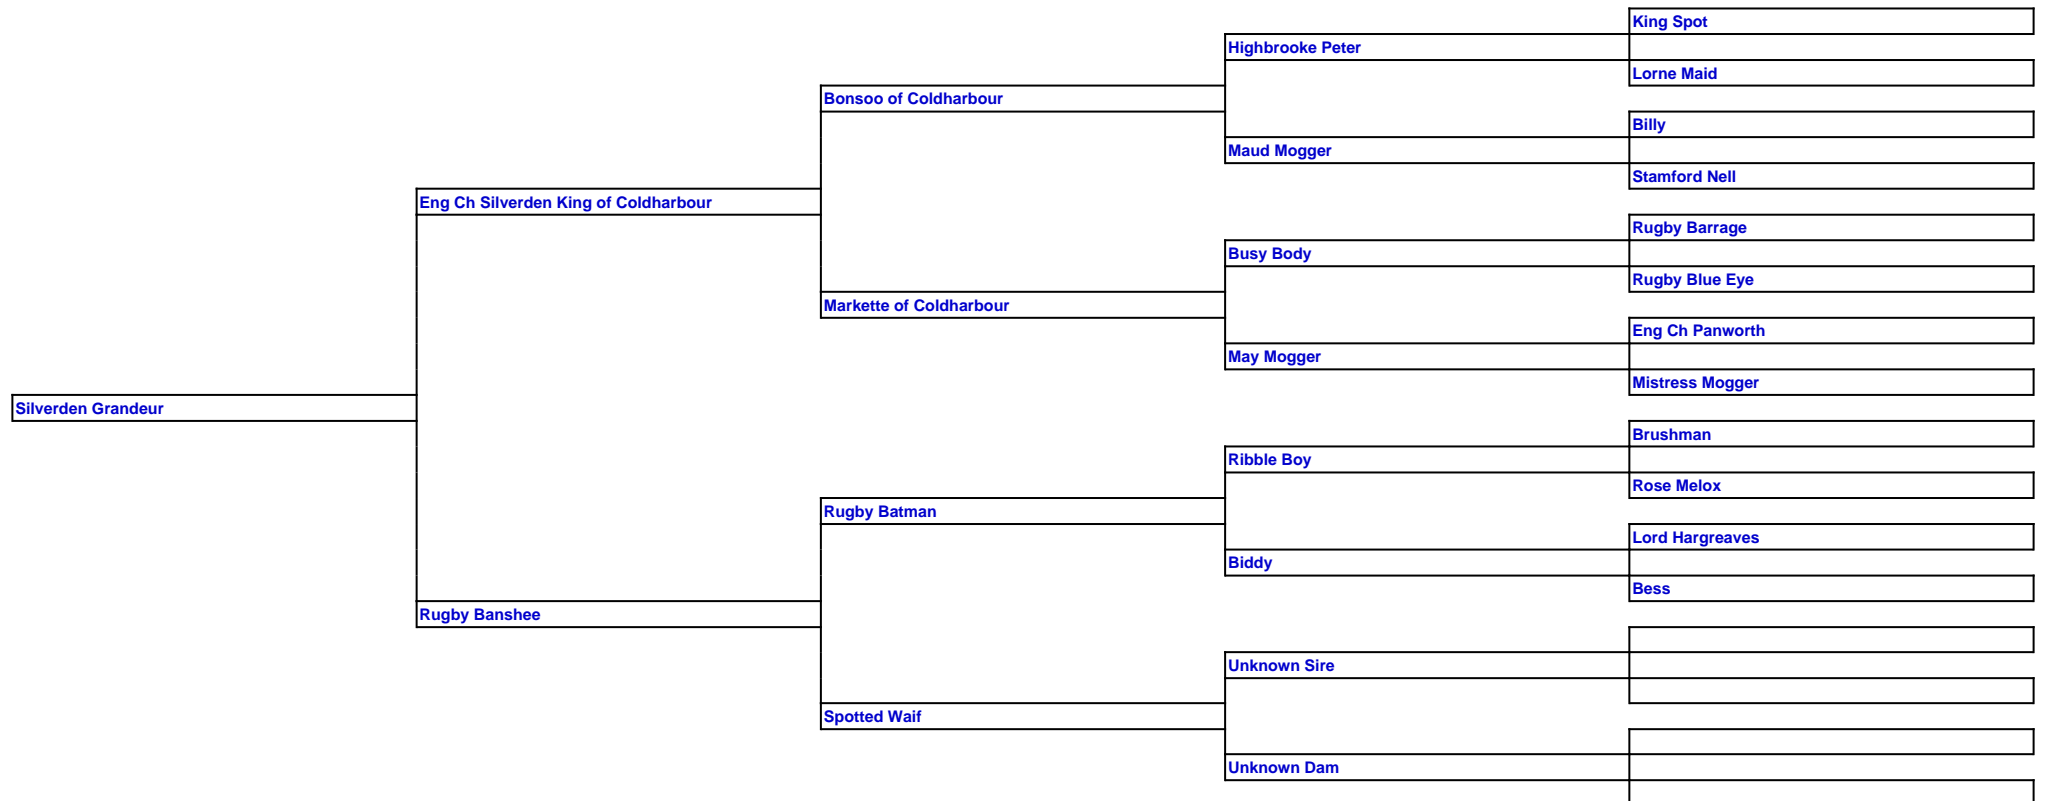 King Spot
Highbrooke Peter
Lorne Maid
Bonsoo of Coldharbour
Billy
Maud Mogger
Stamford Nell
Eng Ch Silverden King of Coldharbour
Rugby Barrage
Busy Body
Rugby Blue Eye
Markette of Coldharbour
Eng Ch Panworth
May Mogger
Mistress Mogger
Silverden Grandeur
Brushman
Ribble Boy
Rose Melox
Rugby Batman
Lord Hargreaves
Biddy
Bess
Rugby Banshee
Unknown Sire
Spotted Waif
Unknown Dam